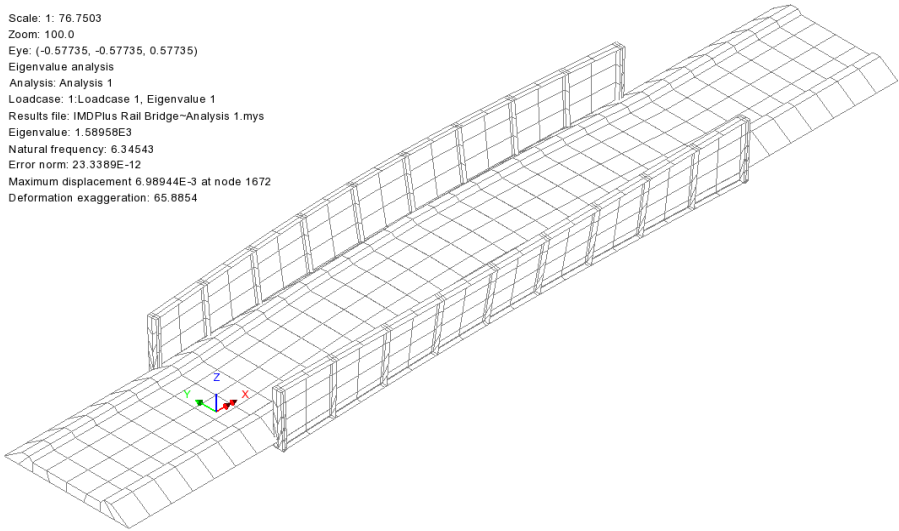 Scale: 1: 76.7503
Zoom: 100.0
Eye: (-0.57735, -0.57735, 0.57735)
Eigenvalue analysis
Analysis: Analysis 1
Loadcase: 1:Loadcase 1, Eigenvalue 1
Results file: IMDPlus Rail Bridge~Analysis 1.mys
Eigenvalue: 1.58958E3
Natural frequency: 6.34543
Error norm: 23.3389E-12
Maximum displacement 6.98944E-3 at node 1672
Deformation exaggeration: 65.8854
Z
Y
X